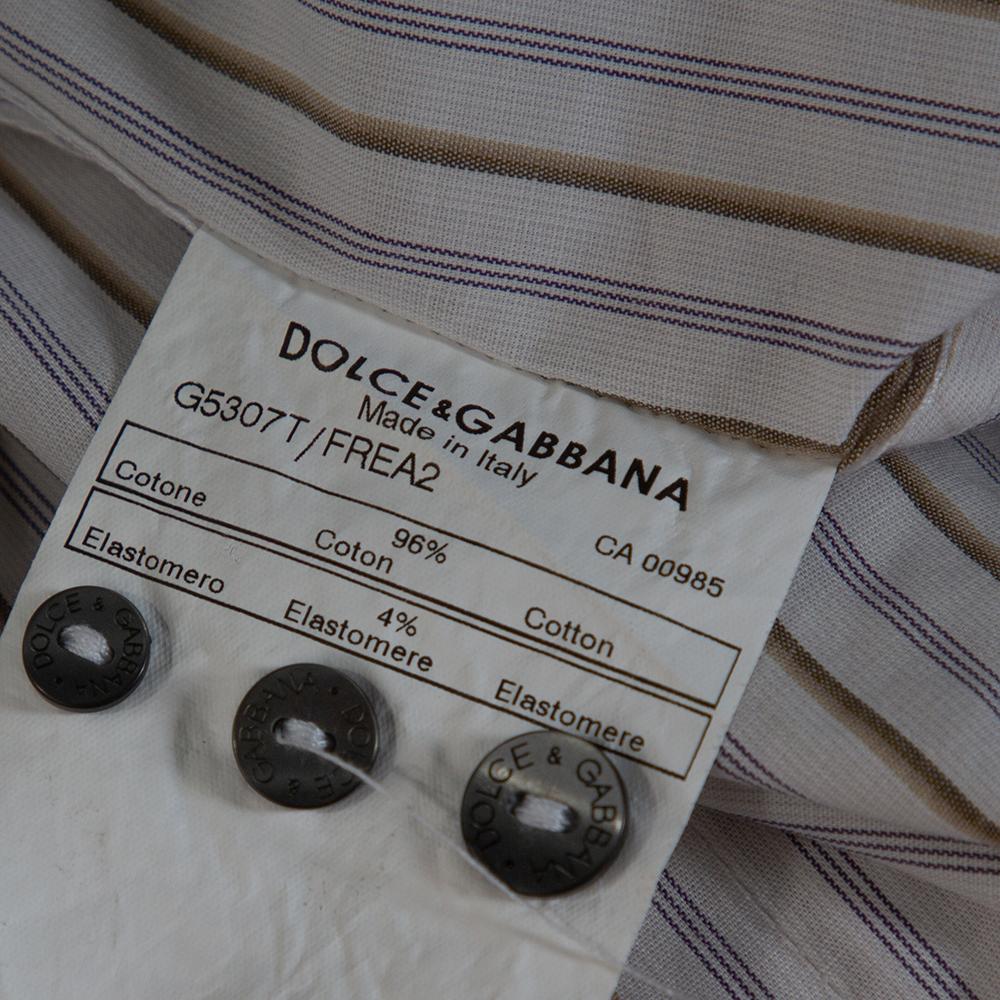 DOLCE&GABBANA
Made in Italy
G5307T/FREA2
CA 00985
96%
Cotone Coton Cotton
4%
Elastomero Elastomere Elastomere
DOLCE & GABBANA
DOLCE & GABBANA
DOLCE & GABBANA